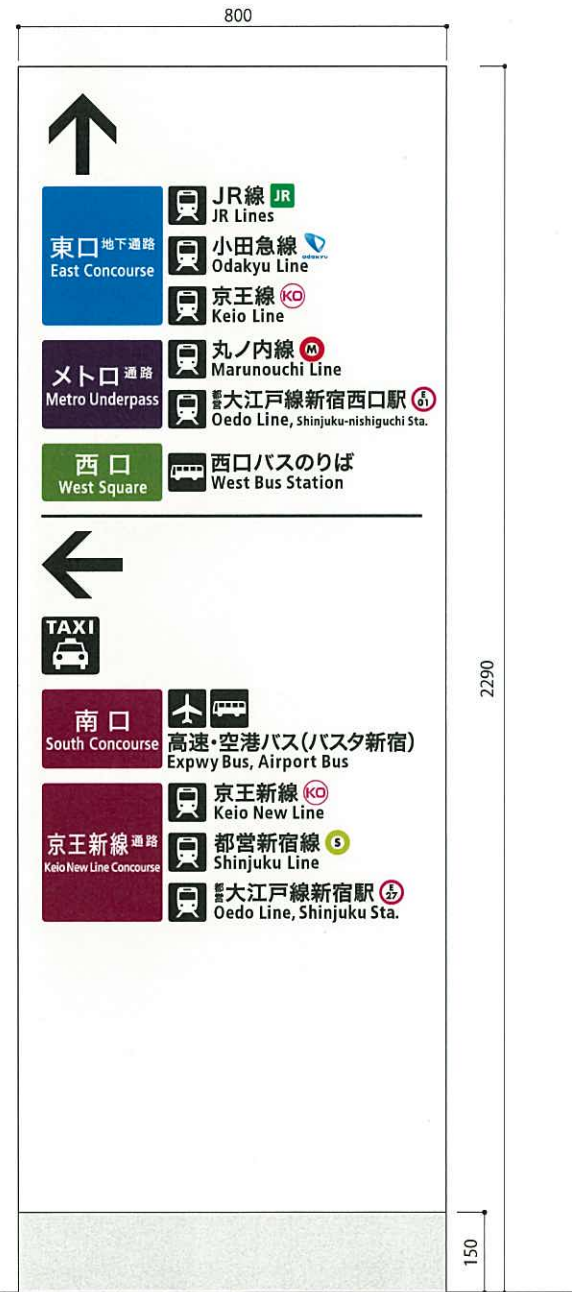 800
東口地下通路
East Concourse
JR線 JR
JR Lines
小田急線 ODAKYU
Odakyu Line
京王線 KO
Keio Line
メトロ通路
Metro Underpass
丸ノ内線 M
Marunouchi Line
都営大江戸線新宿西口駅 E 01
Oedo Line, Shinjuku-nishiguchi Sta.
西口
West Square
西口バスのりば
West Bus Station
TAXI
南口
South Concourse
高速・空港バス(バスタ新宿)
Expwy Bus, Airport Bus
京王新線通路
Keio New Line Concourse
京王新線 KO
Keio New Line
都営新宿線 S
Shinjuku Line
都営大江戸線新宿駅 E 27
Oedo Line, Shinjuku Sta.
2290
150